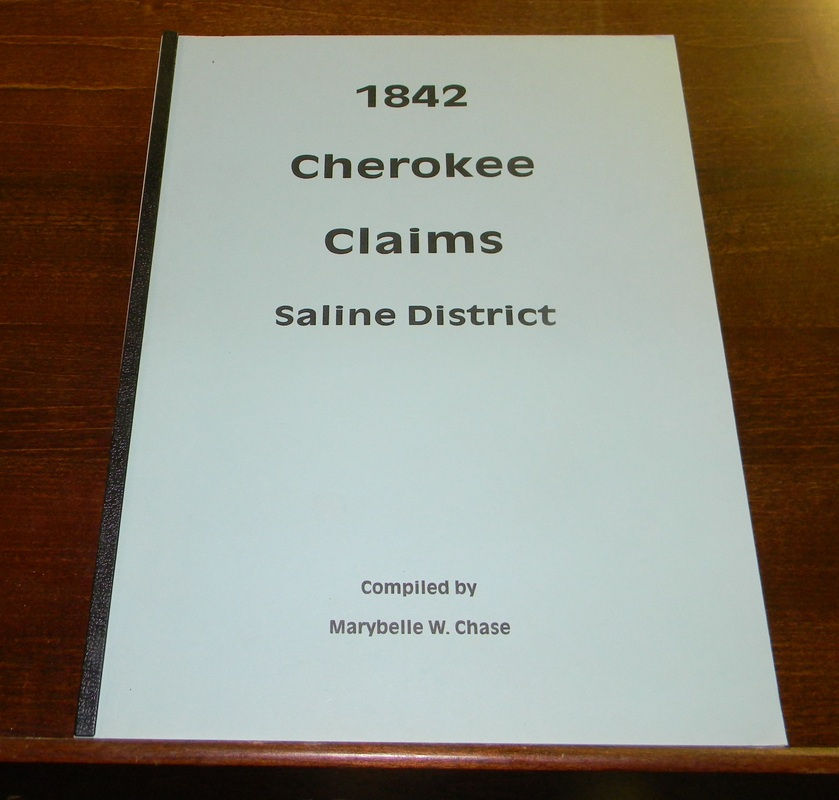 1842
Cherokee
Claims
Saline District
Compiled by
Marybelle W. Chase